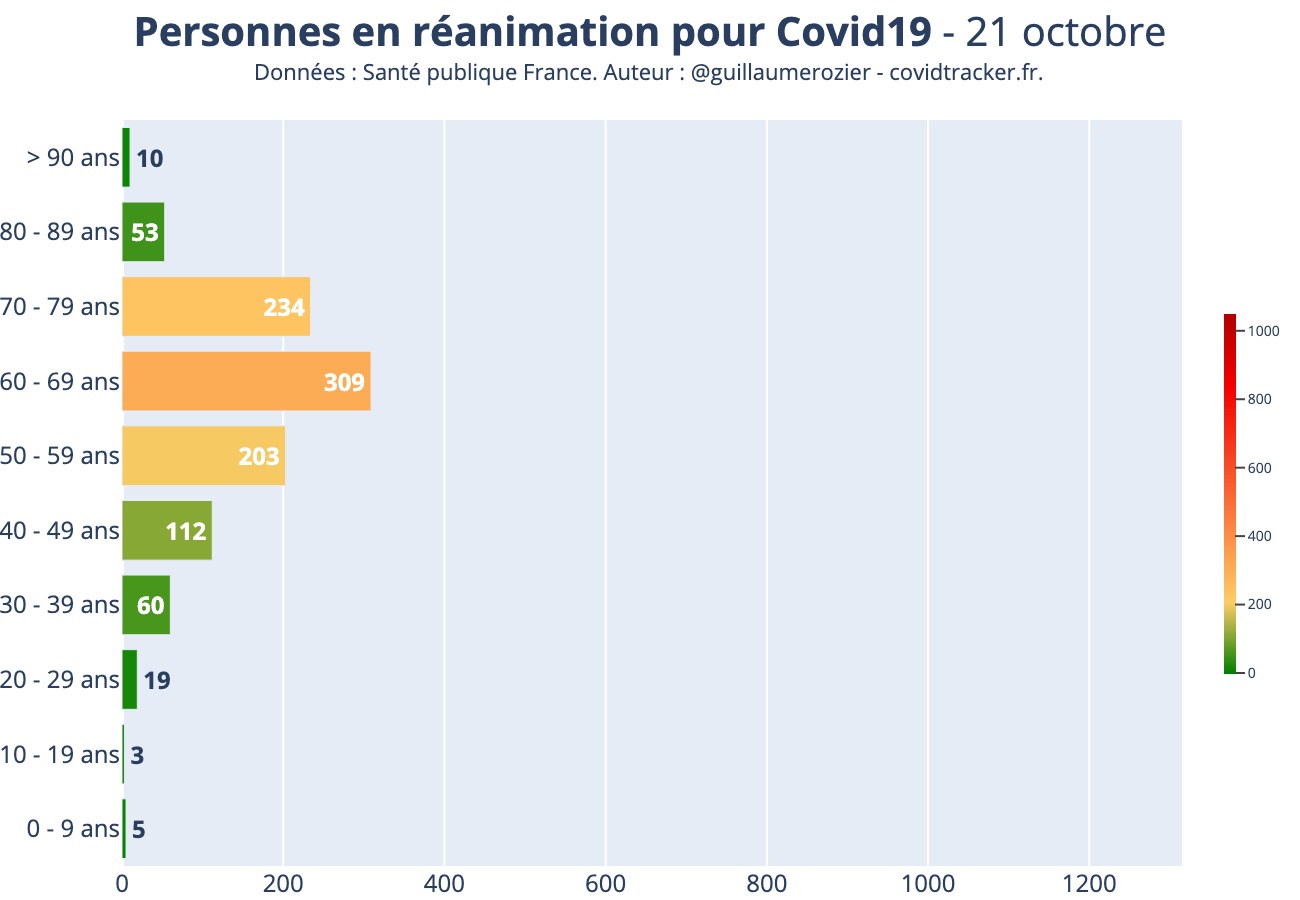 Personnes en réanimation pour Covid19 - 21 octobre
Données : Santé publique France. Auteur : @guillaumerozier - covidtracker.fr.
> 90 ans 10
80 - 89 ans 53
70 - 79 ans 234
60 - 69 ans 309
50 - 59 ans 203
40 - 49 ans 112
30 - 39 ans 60
20 - 29 ans 19
10 - 19 ans 3
0 - 9 ans 5
0 200 400 600 800 1000 1200
1000
800
600
400
200
0